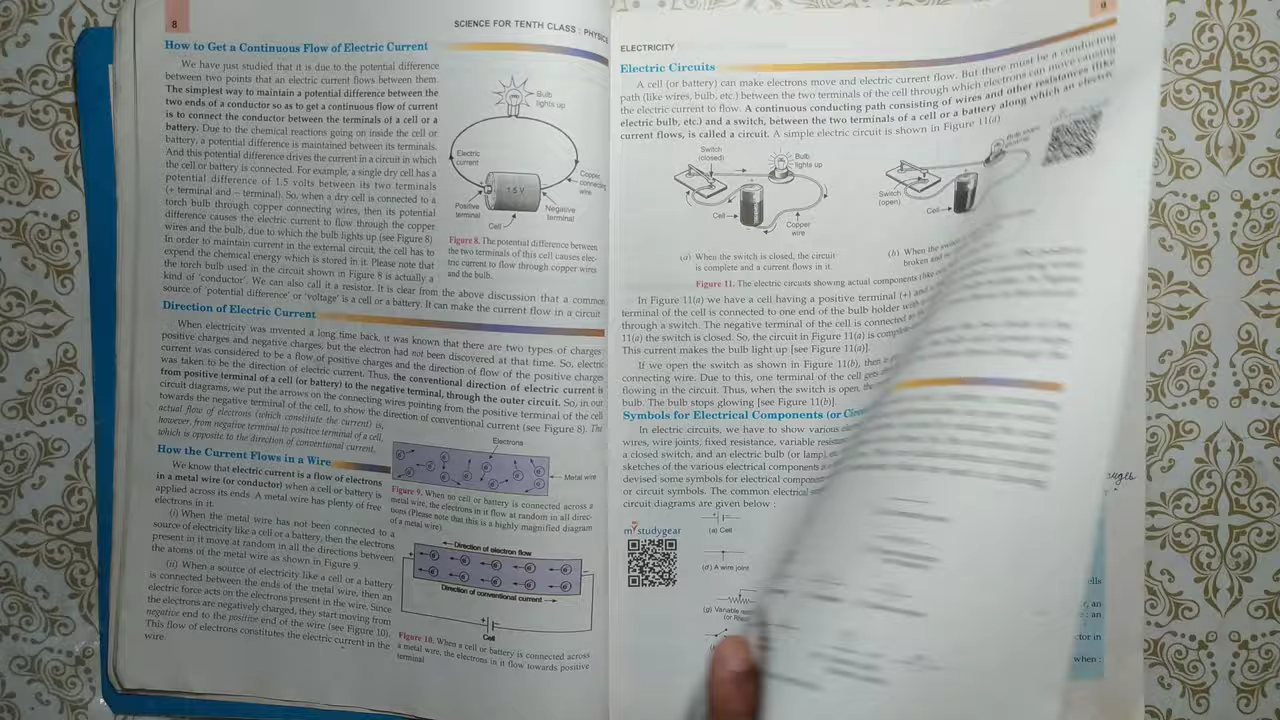 8
SCIENCE FOR TENTH CLASS : PHYSICS
How to Get a Continuous Flow of Electric Current
We have just studied that it is due to the potential difference
between two points that an electric current flows between them.
The simplest way to maintain a potential difference between the
two ends of a conductor so as to get a continuous flow of current
is to connect the conductor between the terminals of a cell or a
battery. Due to the chemical reactions going on inside the cell or
battery, a potential difference is maintained between its terminals.
And this potential difference drives the current in a circuit in which
the cell or battery is connected. For example, a single dry cell has a
potential difference of 1.5 volts between its two terminals
(+ terminal and – terminal). So, when a dry cell is connected to a
torch bulb through copper connecting wires, then its potential
difference causes the electric current to flow through the copper
wires and the bulb, due to which the bulb lights up (see Figure 8)
In order to maintain current in the external circuit, the cell has to
expend the chemical energy which is stored in it. Please note that
the torch bulb used in the circuit shown in Figure 8 is actually a
kind of 'conductor'. We can also call it a resistor. It is clear from the above discussion that a common
source of 'potential difference' or 'voltage' is a cell or a battery. It can make the current flow in a circuit
Bulb
lights up
Electric
current
Copper
connecting
wire
1.5 V
Positive
terminal
Negative
terminal
Cell
Figure 8. The potential difference between
the two terminals of this cell causes elec-
tric current to flow through copper wires
and the bulb.
Direction of Electric Current
When electricity was invented a long time back, it was known that there are two types of charges :
positive charges and negative charges, but the electron had not been discovered at that time. So, electric
current was considered to be a flow of positive charges and the direction of flow of the positive charges
was taken to be the direction of electric current. Thus, the conventional direction of electric current is
from positive terminal of a cell (or battery) to the negative terminal, through the outer circuit. So, in our
circuit diagrams, we put the arrows on the connecting wires pointing from the positive terminal of the cell
towards the negative terminal of the cell, to show the direction of conventional current (see Figure 8). The
actual flow of electrons (which constitute the current) is,
however, from negative terminal to positive terminal of a cell,
which is opposite to the direction of conventional current.
How the Current Flows in a Wire
We know that electric current is a flow of electrons
in a metal wire (or conductor) when a cell or battery is
applied across its ends. A metal wire has plenty of free
electrons in it.
(i) When the metal wire has not been connected to a
source of electricity like a cell or a battery, then the electrons
present in it move at random in all the directions between
the atoms of the metal wire as shown in Figure 9.
(ii) When a source of electricity like a cell or a battery
is connected between the ends of the metal wire, then an
electric force acts on the electrons present in the wire. Since
the electrons are negatively charged, they start moving from
negative end to the positive end of the wire (see Figure 10).
This flow of electrons constitutes the electric current in the
wire.
Electrons
Metal wire
Figure 9. When no cell or battery is connected across a
metal wire, the electrons in it flow at random in all direc-
tions (Please note that this is a highly magnified diagram
of a metal wire)
Direction of electron flow
Direction of conventional current
Cell
Figure 10. When a cell or battery is connected across
a metal wire, the electrons in it flow towards positive
terminal
ELECTRICITY
Electric Circuits
A cell (or battery) can make electrons move and electric current flow. But there must be a conducting
path (like wires, bulb, etc.) between the two terminals of the cell through which electrons can move causing
the electric current to flow. A continuous conducting path consisting of wires and other resistances (like
electric bulb, etc.) and a switch, between the two terminals of a cell or a battery along which an electric
current flows, is called a circuit. A simple electric circuit is shown in Figure 11(a)
Switch
(closed)
Bulb
lights up
Cell
Copper
wire
Switch
(open)
Cell
(a) When the switch is closed, the circuit
is complete and a current flows in it.
(b) When the
broken and
Figure 11. The electric circuits showing actual components (like
In Figure 11(a) we have a cell having a positive terminal (+) and
terminal of the cell is connected to one end of the bulb holder
through a switch. The negative terminal of the cell is connected
11(a) the switch is closed. So, the circuit in Figure 11(a) is
This current makes the bulb light up [see Figure 11(a)].
If we open the switch as shown in Figure 11(b), then
connecting wire. Due to this, one terminal of the cell gets
flowing in the circuit. Thus, when the switch is open, the
bulb. The bulb stops glowing [see Figure 11(b)].
Symbols for Electrical Components (or
In electric circuits, we have to show various
wires, wire joints, fixed resistance, variable
a closed switch, and an electric bulb (or lamp),
sketches of the various electrical components
devised some symbols for electrical
or circuit symbols. The common electrical
circuit diagrams are given below :
mystudygear
(a) Cell
(d) A wire joint
(g) Variable
(or
ells
an
: an
ctor in
when :